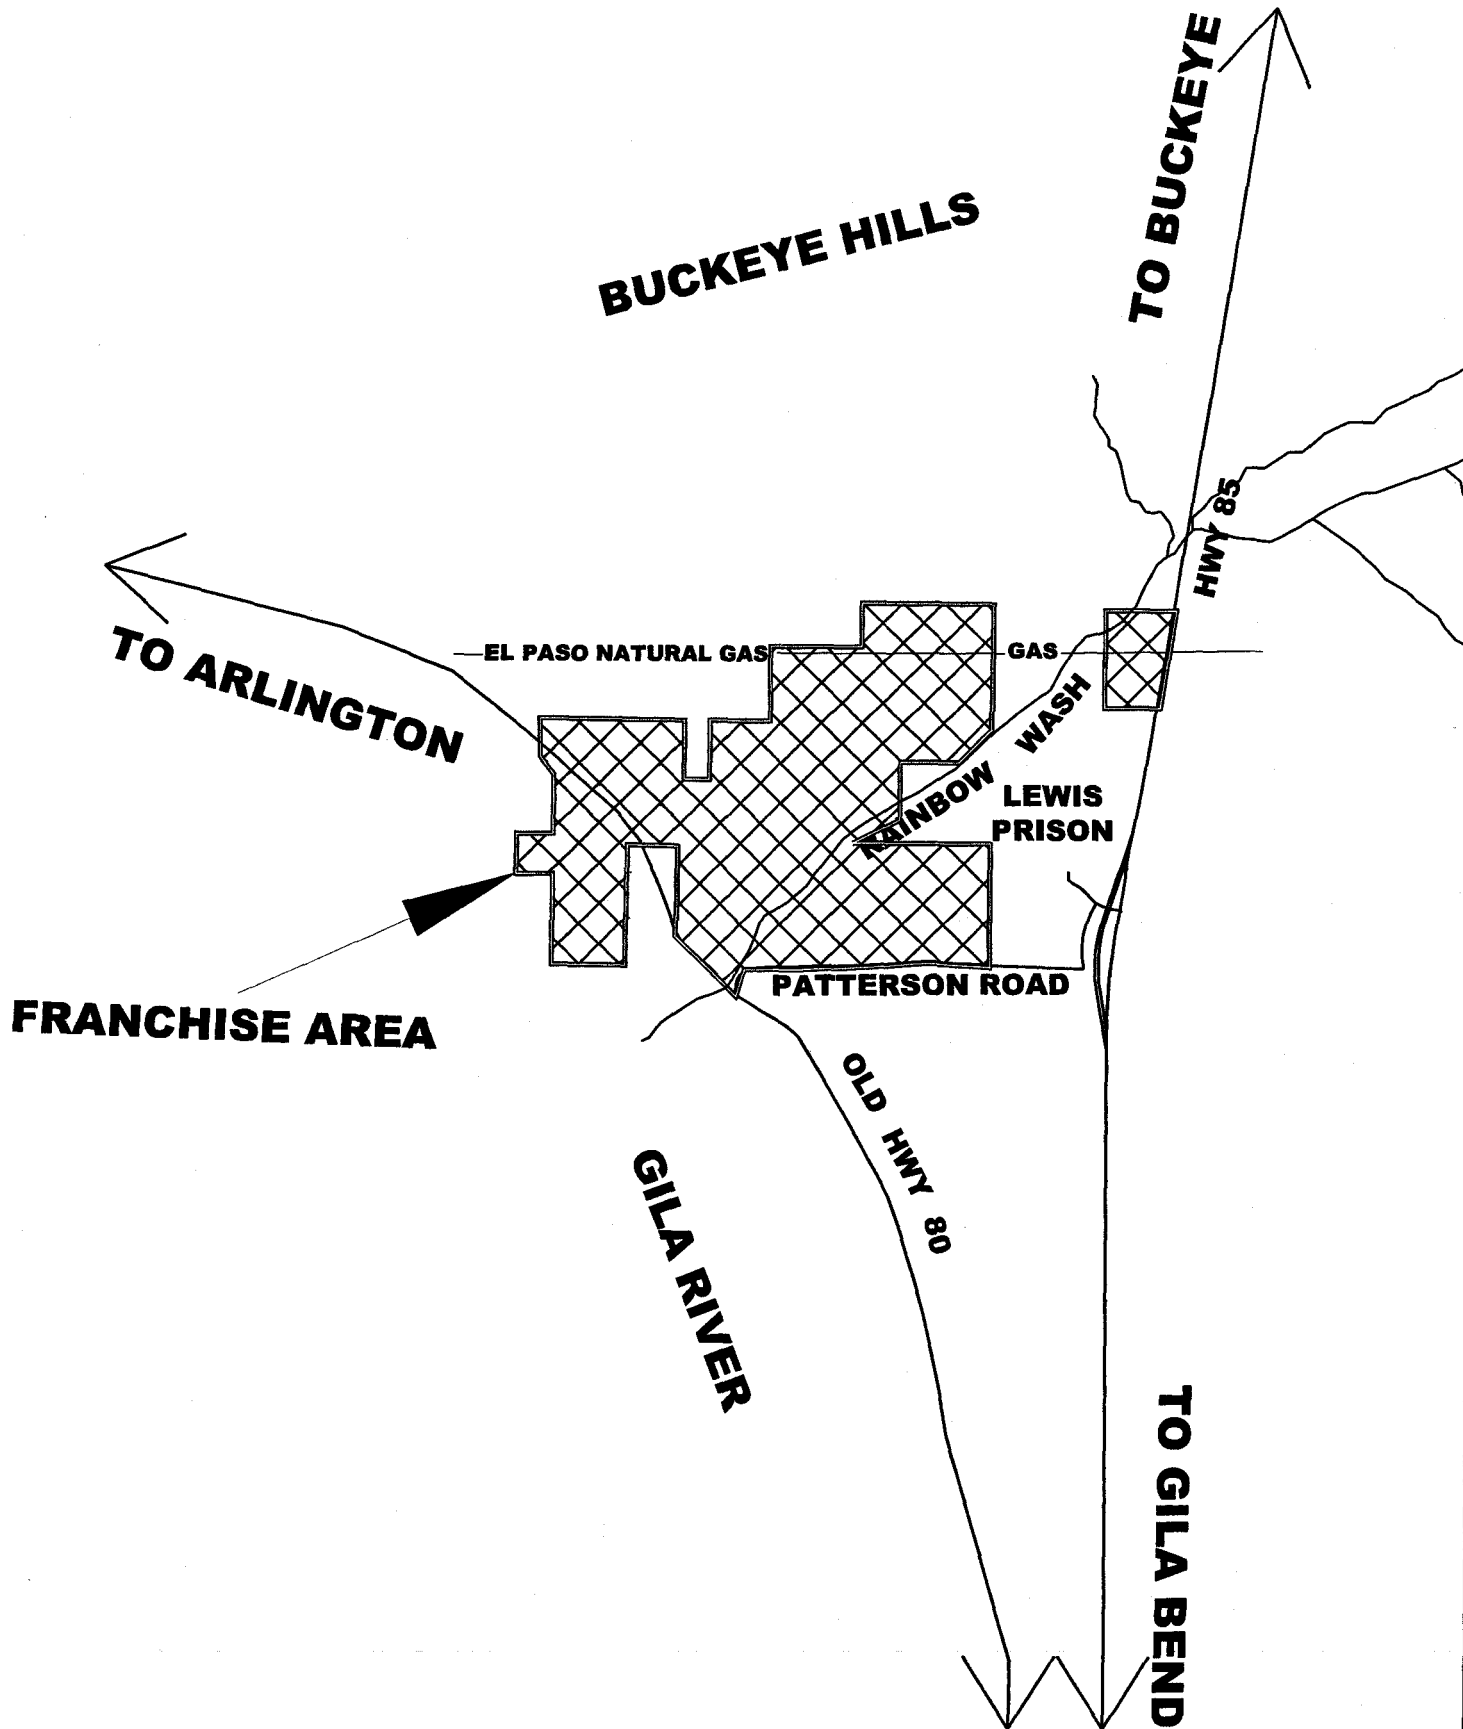 TO BUCKEYE
BUCKEYE HILLS
HWY 85
TO ARLINGTON
EL PASO NATURAL GAS
GAS
RAINBOW WASH
LEWIS
PRISON
PATTERSON ROAD
FRANCHISE AREA
OLD HWY 80
GILA RIVER
TO GILA BEND